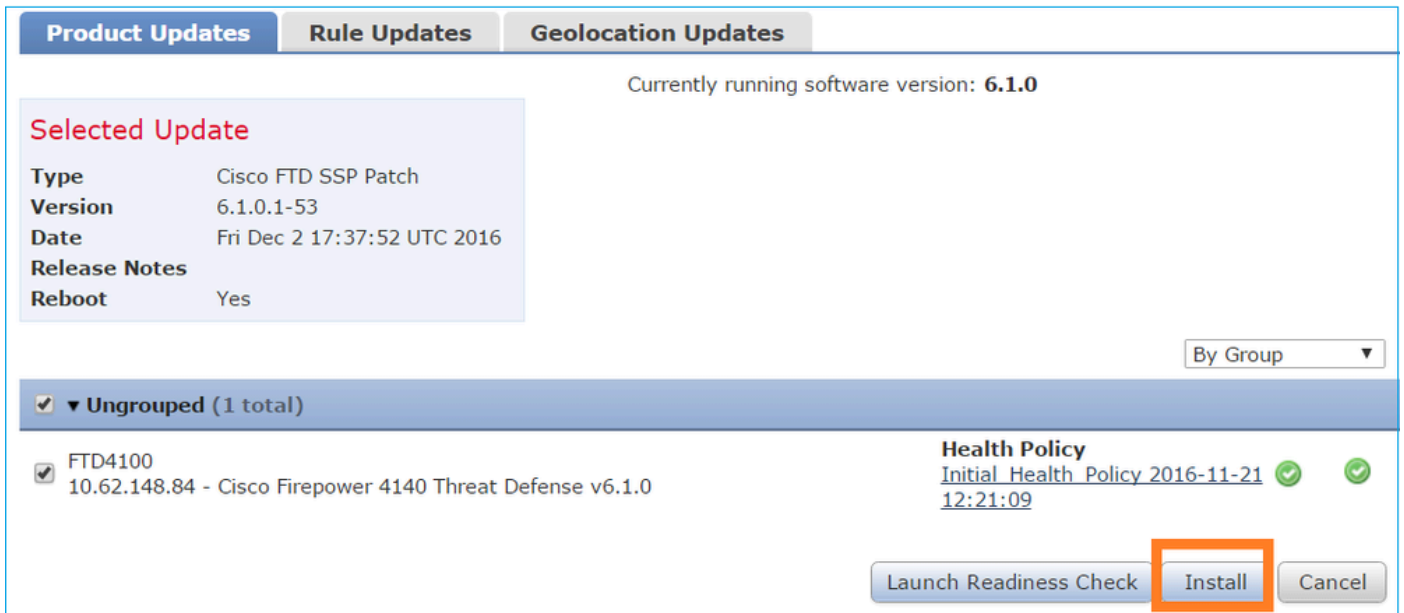 Product Updates Rule Updates Geolocation Updates
Currently running software version: 6.1.0
Selected Update
Type Cisco FTD SSP Patch
Version 6.1.0.1-53
Date Fri Dec 2 17:37:52 UTC 2016
Release Notes
Reboot Yes
By Group
Ungrouped (1 total)
FTD4100
10.62.148.84 - Cisco Firepower 4140 Threat Defense v6.1.0
Health Policy
Initial_Health_Policy 2016-11-21
12:21:09
Launch Readiness Check Install Cancel